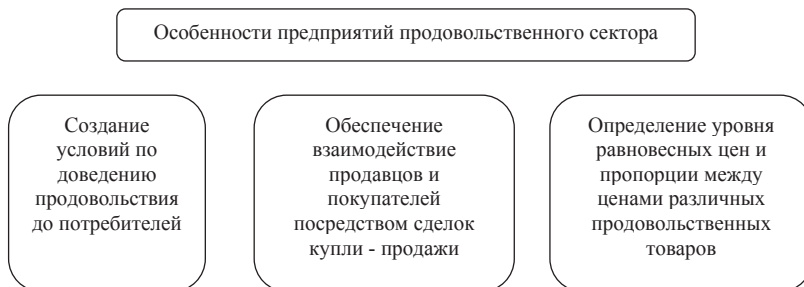 Особенности предприятий продовольственного сектора
Создание
условий по
доведению
продовольствия
до потребителей
Обеспечение
взаимодействие
продавцов и
покупателей
посредством сделок
купли - продажи
Определение уровня
равновесных цен и
пропорции между
ценами различных
продовольственных
товаров